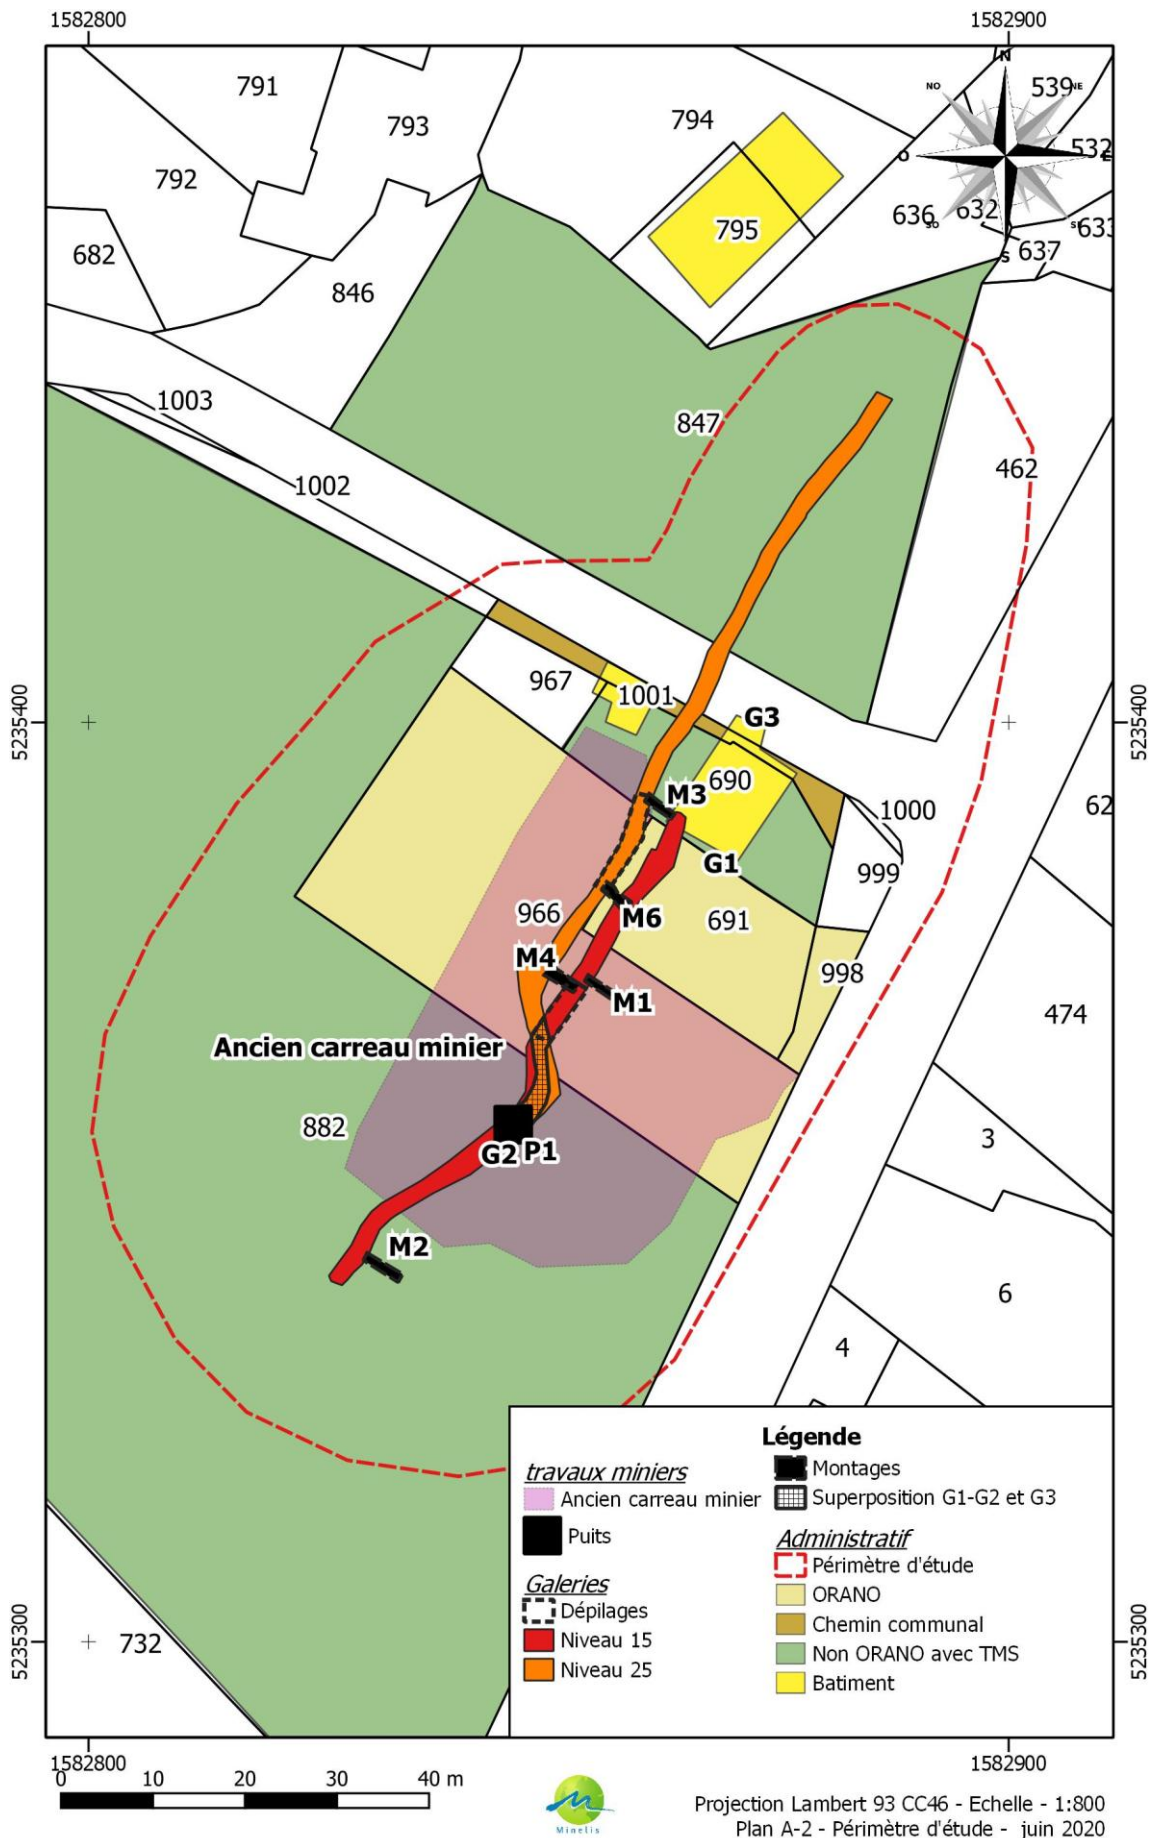 1582800
1582900
N
NO
NE
O
E
SO
SE
S
791
793
794
539
532
792
795
636
632
633
682
637
846
847
1003
462
1002
967
1001
G3
5235400
5235400
690
M3
1000
62
G1
999
966
M6
691
M4
998
M1
474
Ancien carreau minier
882
3
G2
P1
M2
6
4
Légende
travaux miniers
Ancien carreau minier
Puits
Galeries
Dépilages
Niveau 15
Niveau 25
Montages
Superposition G1-G2 et G3
Administratif
Périmètre d'étude
ORANO
Chemin communal
Non ORANO avec TMS
Batiment
5235300
5235300
732
1582800
1582900
0 10 20 30 40 m
Minelis
Projection Lambert 93 CC46 - Echelle - 1:800
Plan A-2 - Périmètre d'étude - juin 2020